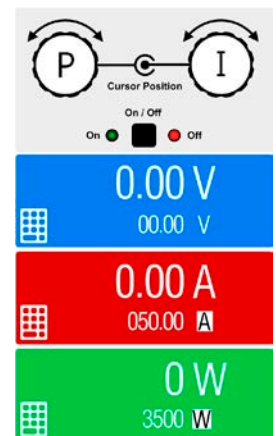 P I
Cursor Position
On / Off
On Off
0.00 V
00.00 V
0.00 A
050.00 A
0 W
3500 W